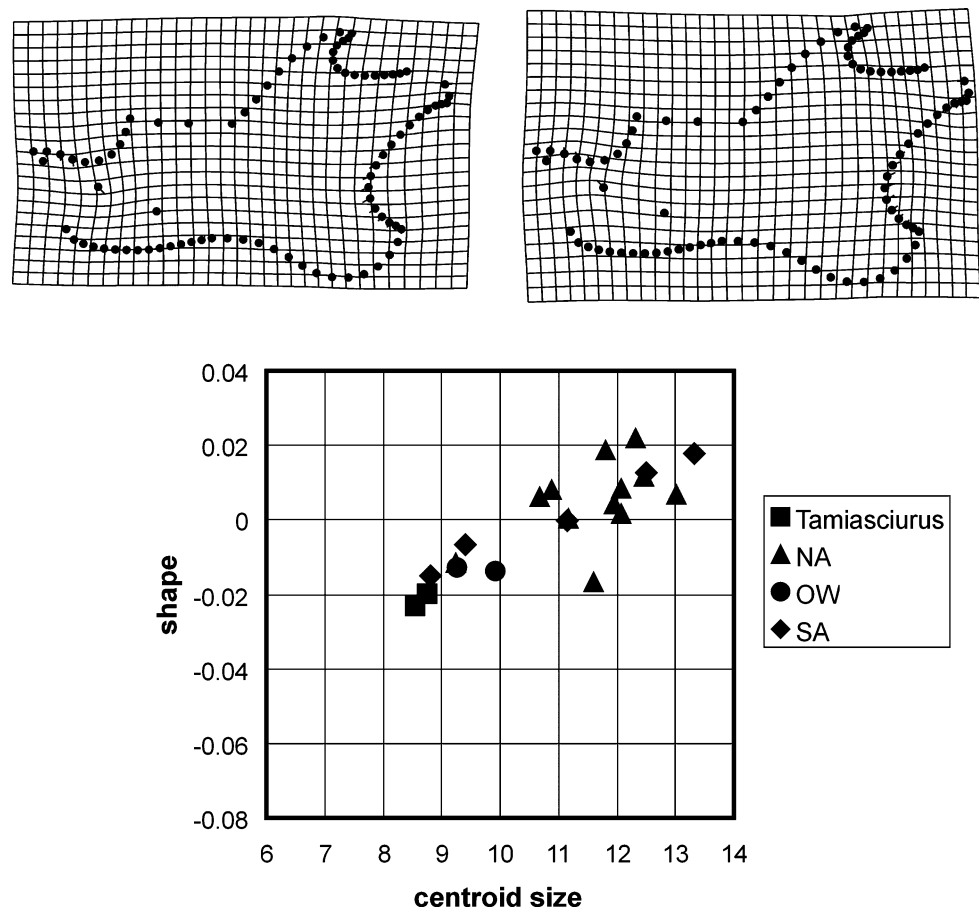 0.04
0.02
0
-0.02
-0.04
-0.06
-0.08
shape
6 7 8 9 10 11 12 13 14
centroid size
Tamiasciurus
NA
OW
SA